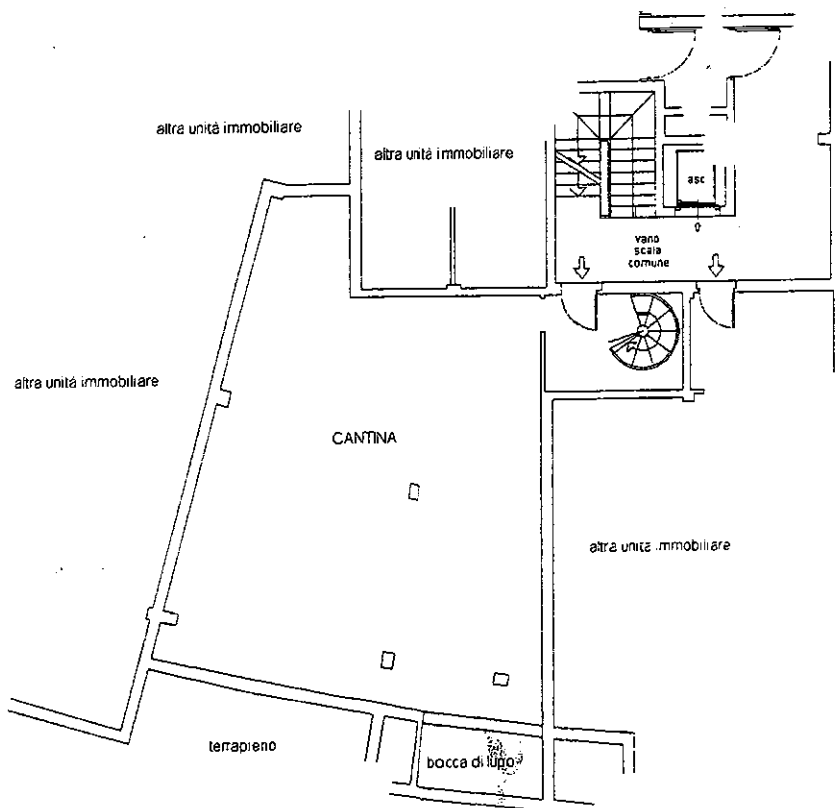 altra unità immobiliare
altra unità immobiliare
asc
vano
scala
comune
altra unità immobiliare
CANTINA
altra unità immobiliare
terrapieno
bocca di lupo